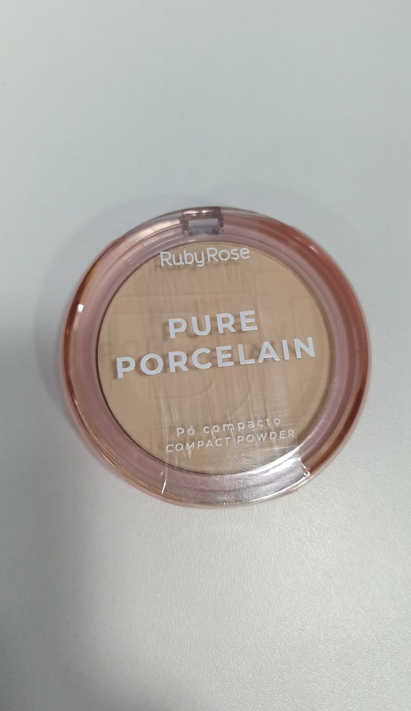 RubyRose
PURE
PORCELAIN
Pó compacto
COMPACT POWDER